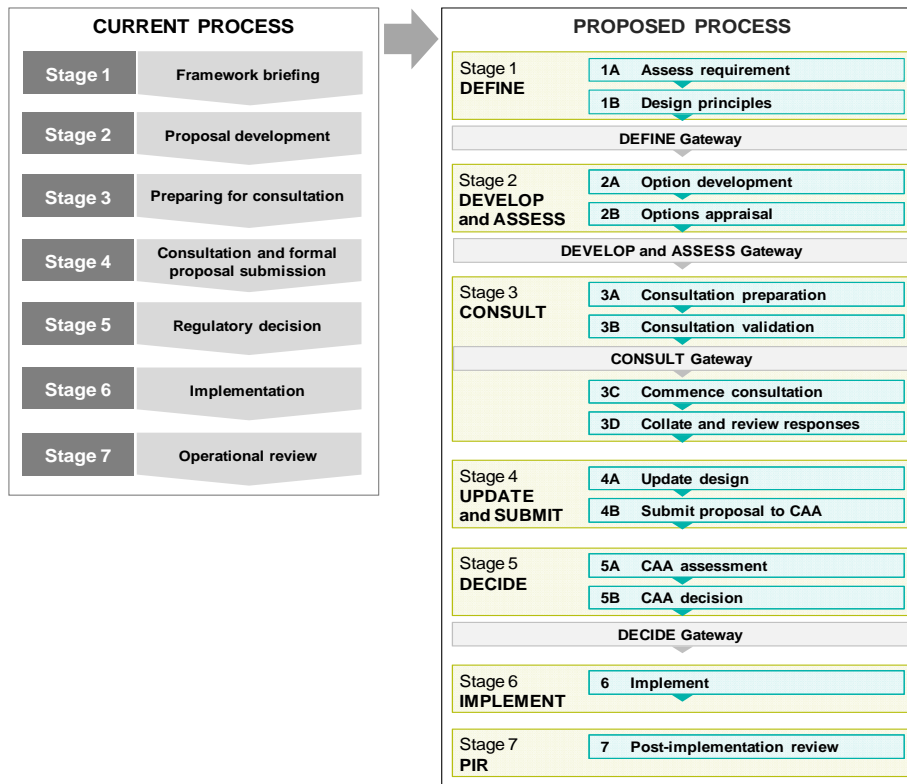 CURRENT PROCESS
Stage 1 Framework briefing
Stage 2 Proposal development
Stage 3 Preparing for consultation
Stage 4 Consultation and formal
proposal submission
Stage 5 Regulatory decision
Stage 6 Implementation
Stage 7 Operational review
PROPOSED PROCESS
Stage 1
DEFINE
1A Assess requirement
1B Design principles
DEFINE Gateway
Stage 2
DEVELOP
and ASSESS
2A Option development
2B Options appraisal
DEVELOP and ASSESS Gateway
Stage 3
CONSULT
3A Consultation preparation
3B Consultation validation
CONSULT Gateway
3C Commence consultation
3D Collate and review responses
Stage 4
UPDATE
and SUBMIT
4A Update design
4B Submit proposal to CAA
Stage 5
DECIDE
5A CAA assessment
5B CAA decision
DECIDE Gateway
Stage 6
IMPLEMENT
6 Implement
Stage 7
PIR
7 Post-implementation review